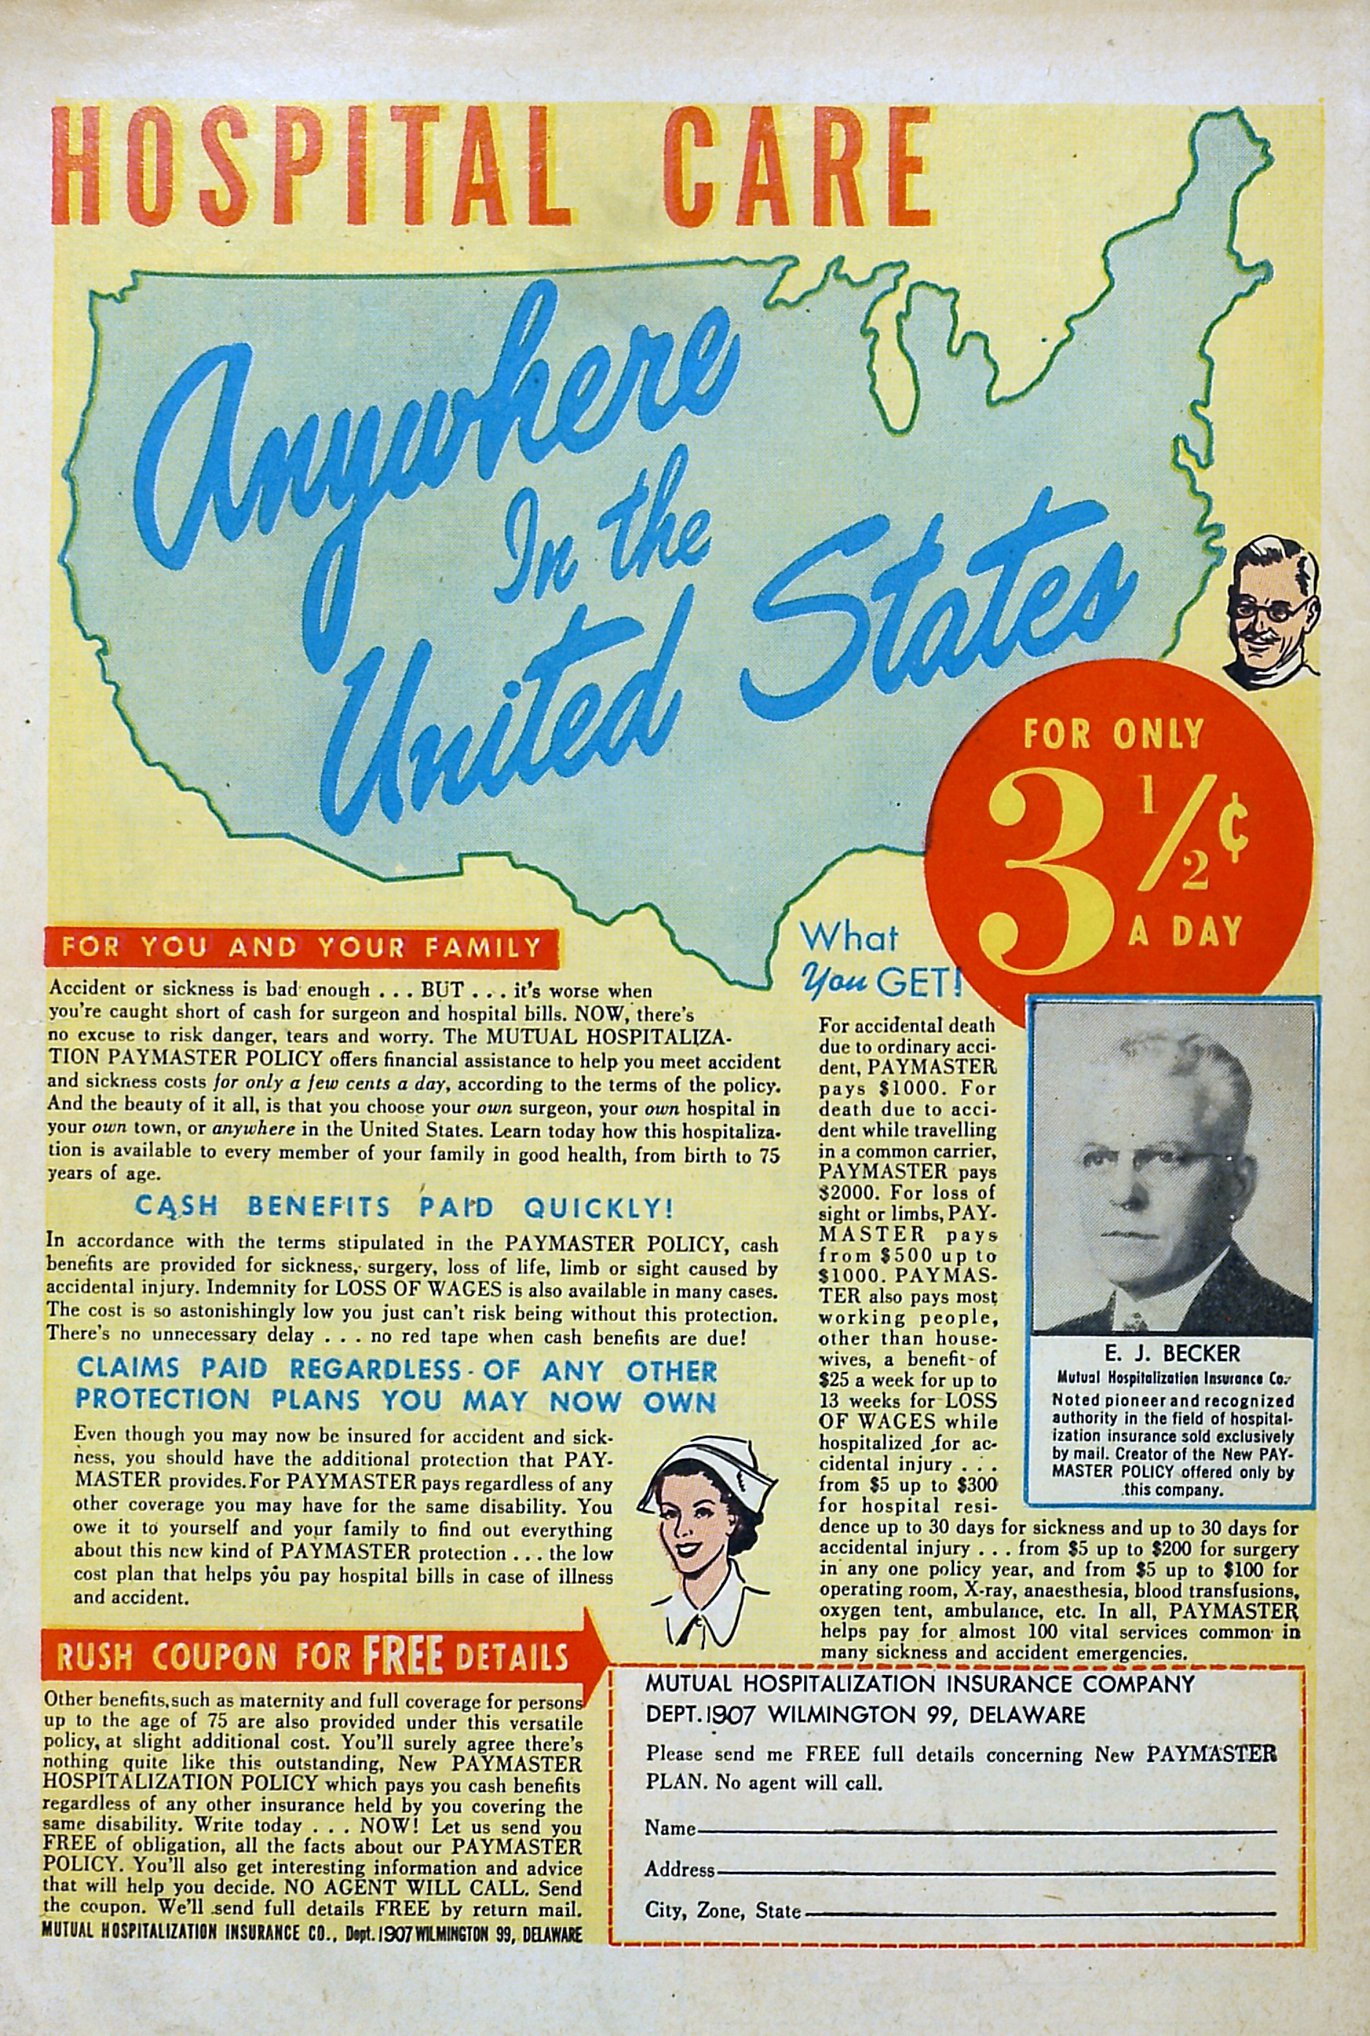 HOSPITAL CARE
Anywhere
In the
United States
FOR ONLY
3 1/2 ¢
A DAY
FOR YOU AND YOUR FAMILY
Accident or sickness is bad enough . . . BUT . . . it's worse when
you're caught short of cash for surgeon and hospital bills. NOW, there's
no excuse to risk danger, tears and worry. The MUTUAL HOSPITALIZA-
TION PAYMASTER POLICY offers financial assistance to help you meet accident
and sickness costs for only a few cents a day, according to the terms of the policy.
And the beauty of it all, is that you choose your own surgeon, your own hospital in
your own town, or anywhere in the United States. Learn today how this hospitaliza-
tion is available to every member of your family in good health, from birth to 75
years of age.
CASH BENEFITS PAID QUICKLY!
In accordance with the terms stipulated in the PAYMASTER POLICY, cash
benefits are provided for sickness, surgery, loss of life, limb or sight caused by
accidental injury. Indemnity for LOSS OF WAGES is also available in many cases.
The cost is so astonishingly low you just can't risk being without this protection.
There's no unnecessary delay . . . no red tape when cash benefits are due!
CLAIMS PAID REGARDLESS OF ANY OTHER
PROTECTION PLANS YOU MAY NOW OWN
Even though you may now be insured for accident and sick-
ness, you should have the additional protection that PAY-
MASTER provides. For PAYMASTER pays regardless of any
other coverage you may have for the same disability. You
owe it to yourself and your family to find out everything
about this new kind of PAYMASTER protection . . . the low
cost plan that helps you pay hospital bills in case of illness
and accident.
RUSH COUPON FOR FREE DETAILS
Other benefits, such as maternity and full coverage for persons
up to the age of 75 are also provided under this versatile
policy, at slight additional cost. You'll surely agree there's
nothing quite like this outstanding, New PAYMASTER
HOSPITALIZATION POLICY which pays you cash benefits
regardless of any other insurance held by you covering the
same disability. Write today . . . NOW! Let us send you
FREE of obligation, all the facts about our PAYMASTER
POLICY. You'll also get interesting information and advice
that will help you decide. NO AGENT WILL CALL. Send
the coupon. We'll send full details FREE by return mail.
MUTUAL HOSPITALIZATION INSURANCE CO., Dept. 1907 WILMINGTON 99, DELAWARE
What
You GET!
For accidental death
due to ordinary acci-
dent, PAYMASTER
pays $1000. For
death due to acci-
dent while travelling
in a common carrier,
PAYMASTER pays
$2000. For loss of
sight or limbs, PAY-
MASTER pays
from $500 up to
$1000. PAYMAS-
TER also pays most
working people,
other than house-
wives, a benefit of
$25 a week for up to
13 weeks for LOSS
OF WAGES while
hospitalized for ac-
cidental injury . . .
from $5 up to $300
for hospital resi-
dence up to 30 days for sickness and up to 30 days for
accidental injury . . . from $5 up to $200 for surgery
in any one policy year, and from $5 up to $100 for
operating room, X-ray, anaesthesia, blood transfusions,
oxygen tent, ambulance, etc. In all, PAYMASTER
helps pay for almost 100 vital services common in
many sickness and accident emergencies.
E. J. BECKER
Mutual Hospitalization Insurance Co.
Noted pioneer and recognized
authority in the field of hospital-
ization insurance sold exclusively
by mail. Creator of the New PAY-
MASTER POLICY offered only by
this company.
MUTUAL HOSPITALIZATION INSURANCE COMPANY
DEPT. 1907 WILMINGTON 99, DELAWARE
Please send me FREE full details concerning New PAYMASTER
PLAN. No agent will call.
Name
Address
City, Zone, State